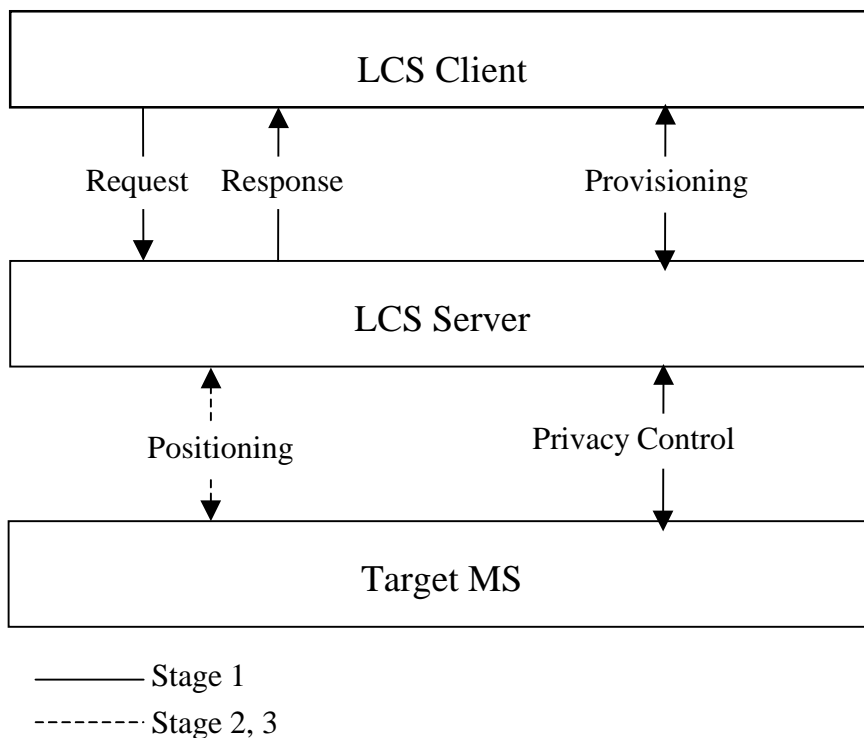 LCS Client
Request Response Provisioning
LCS Server
Positioning Privacy Control
Target MS
Stage 1
Stage 2, 3